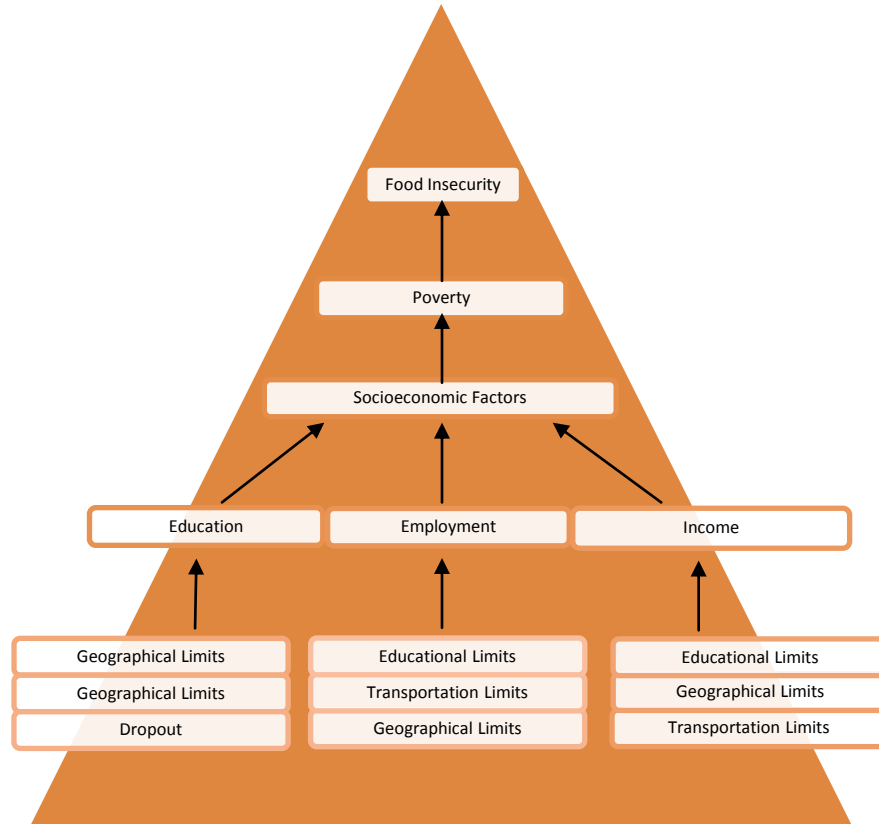 Food Insecurity
Poverty
Socioeconomic Factors
Education
Employment
Income
Geographical Limits
Geographical Limits
Dropout
Educational Limits
Transportation Limits
Geographical Limits
Educational Limits
Geographical Limits
Transportation Limits